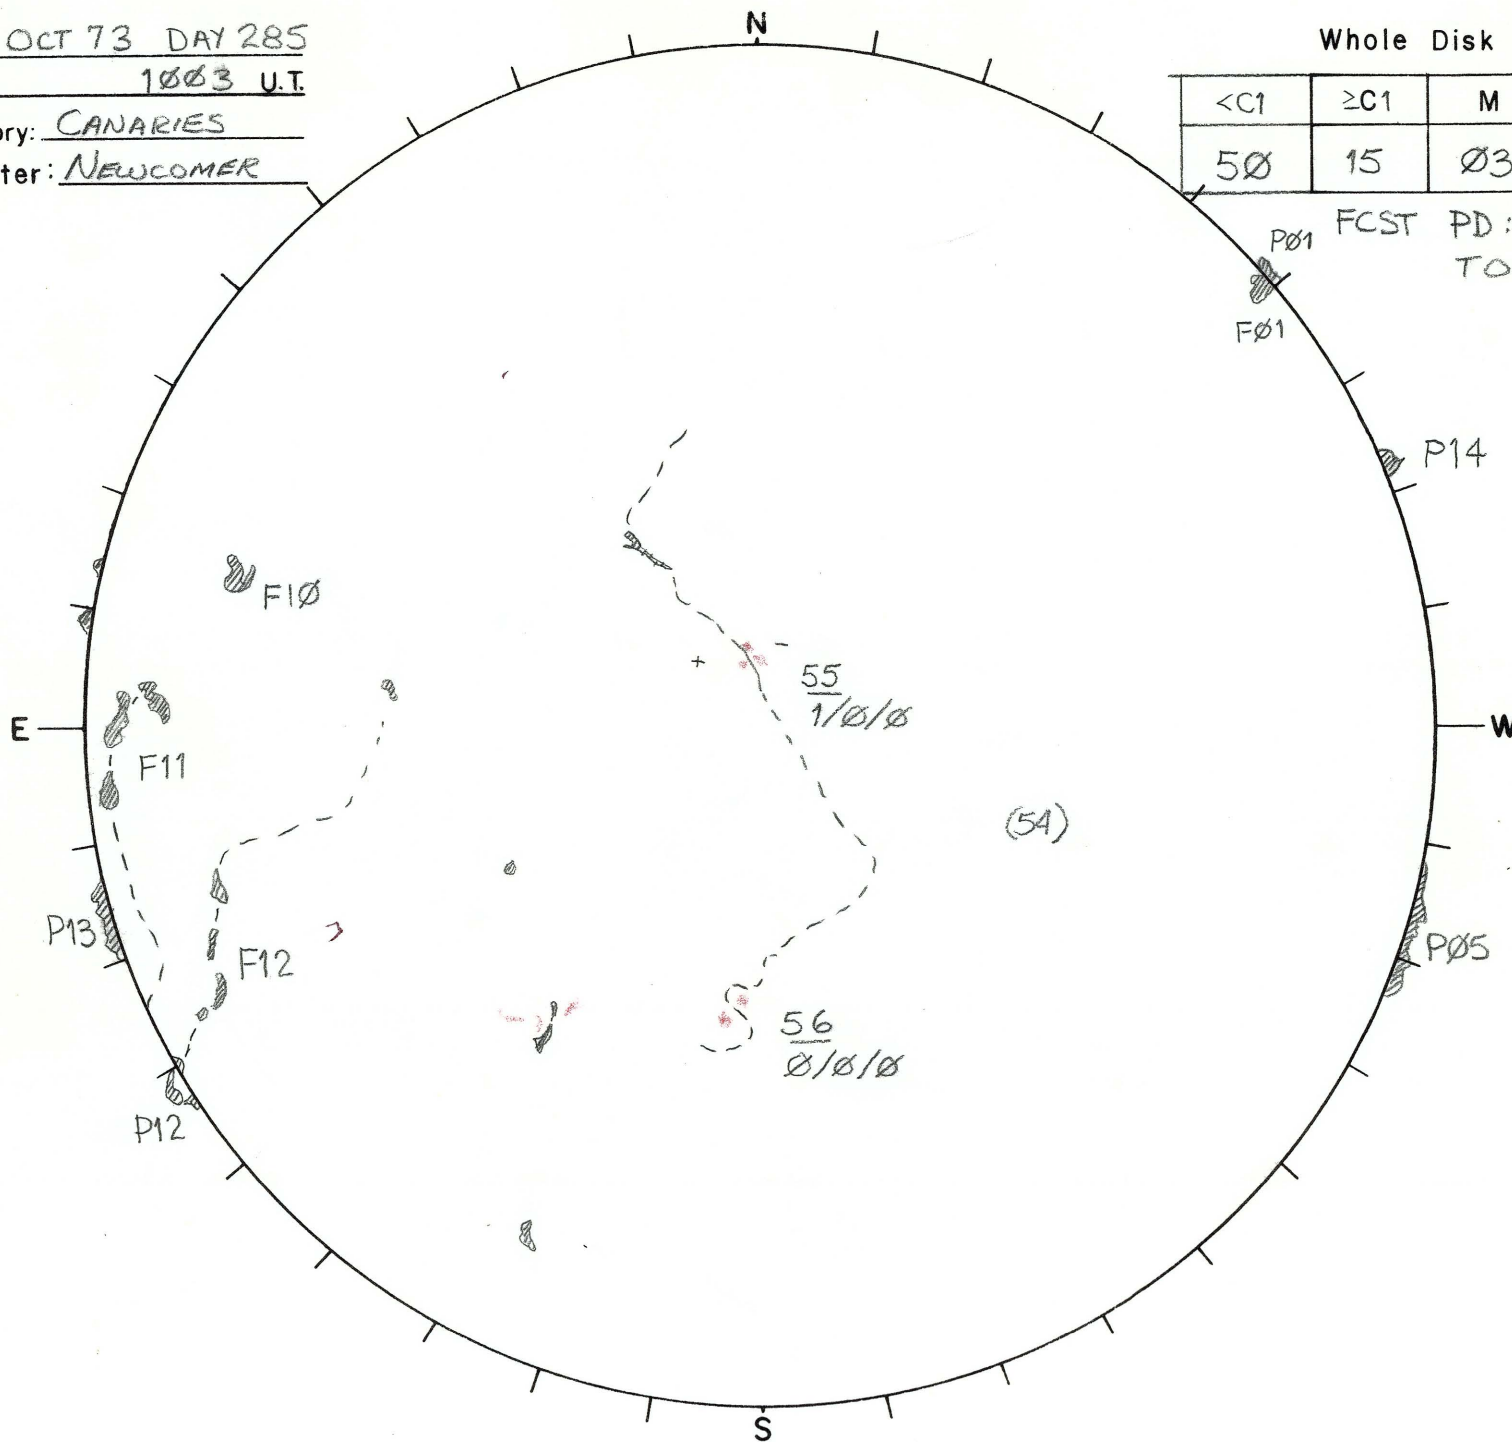 OCT 73 DAY 285
1ØØ3 U.T.
ory: CANARIES
ter: NEWCOMER
N
Whole Disk
<C1 ≥C1 M
5Ø 15 Ø3
FCST PD:
TO
PØ1
FØ1
P14
F1Ø
+
-
55
1/Ø/Ø
E
W
F11
(54)
P13
F12
PØ5
56
Ø/Ø/Ø
P12
S